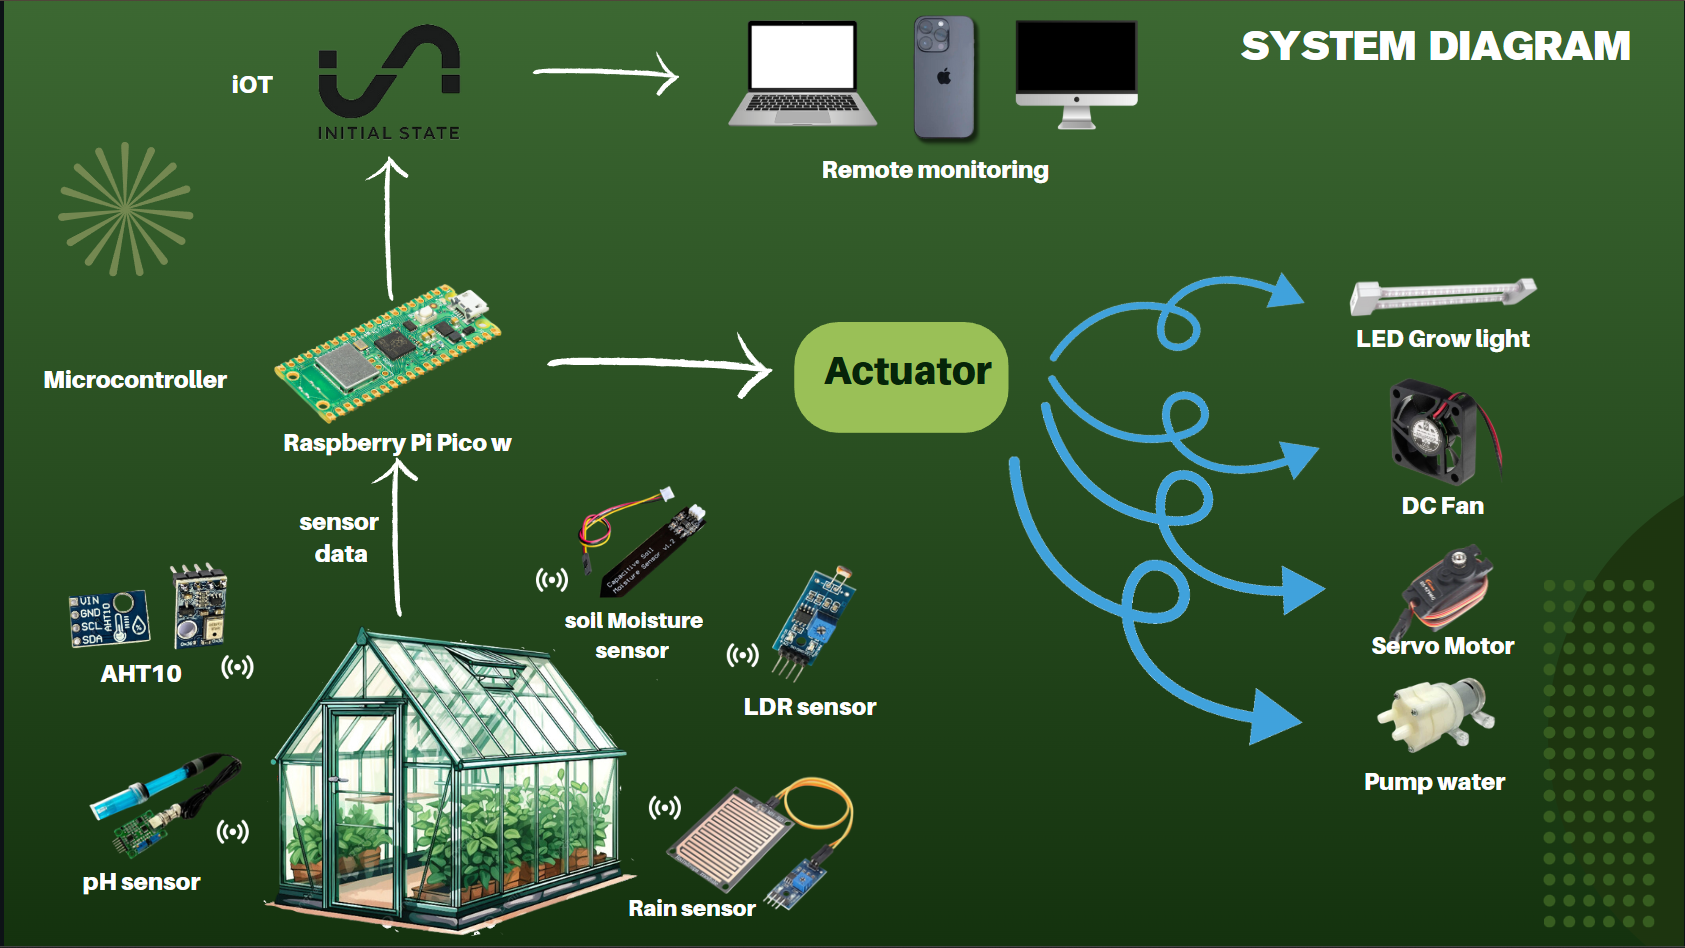 SYSTEM DIAGRAM
iOT
INITIAL STATE
Remote monitoring
Microcontroller
Raspberry Pi Pico w
Actuator
LED Grow light
DC Fan
Servo Motor
Pump water
sensor
data
VIN
GND
SCL
SDA
AHT10
AHT10
Capacitive Soil
Moisture Sensor v1.2
soil Moisture
sensor
LDR sensor
pH sensor
Rain sensor